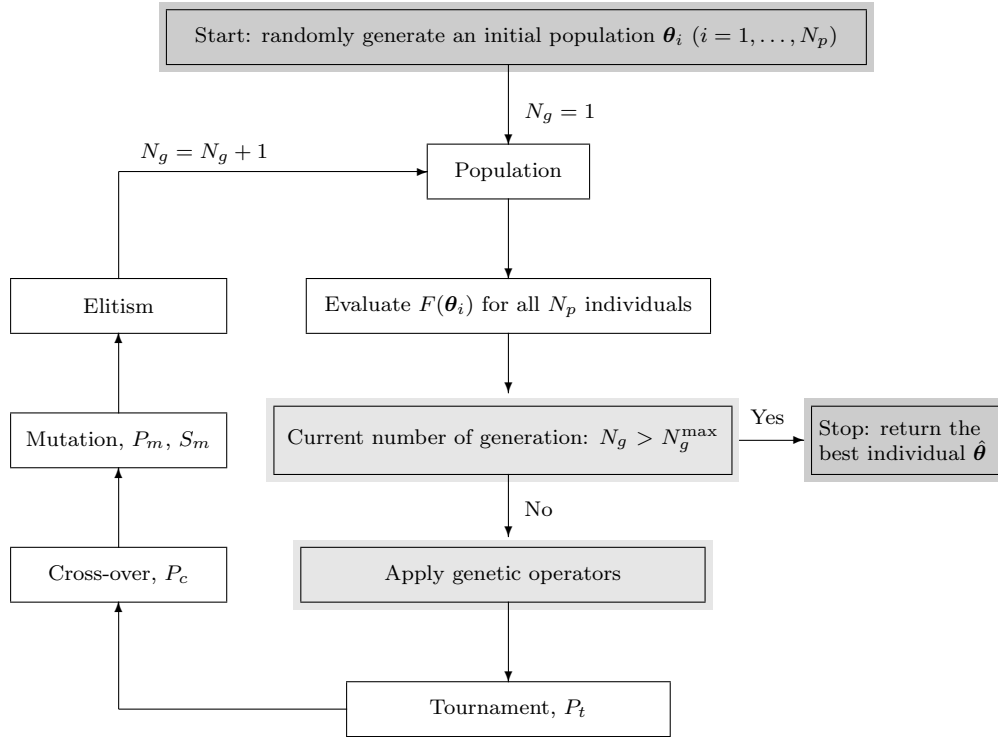 Start: randomly generate an initial population θ_i (i = 1, . . . , N_p)
N_g = 1
N_g = N_g + 1
Population
Elitism
Evaluate F(θ_i) for all N_p individuals
Mutation, P_m, S_m
Current number of generation: N_g > N_g^max
Yes
Stop: return the
best individual θ̂
No
Cross-over, P_c
Apply genetic operators
Tournament, P_t